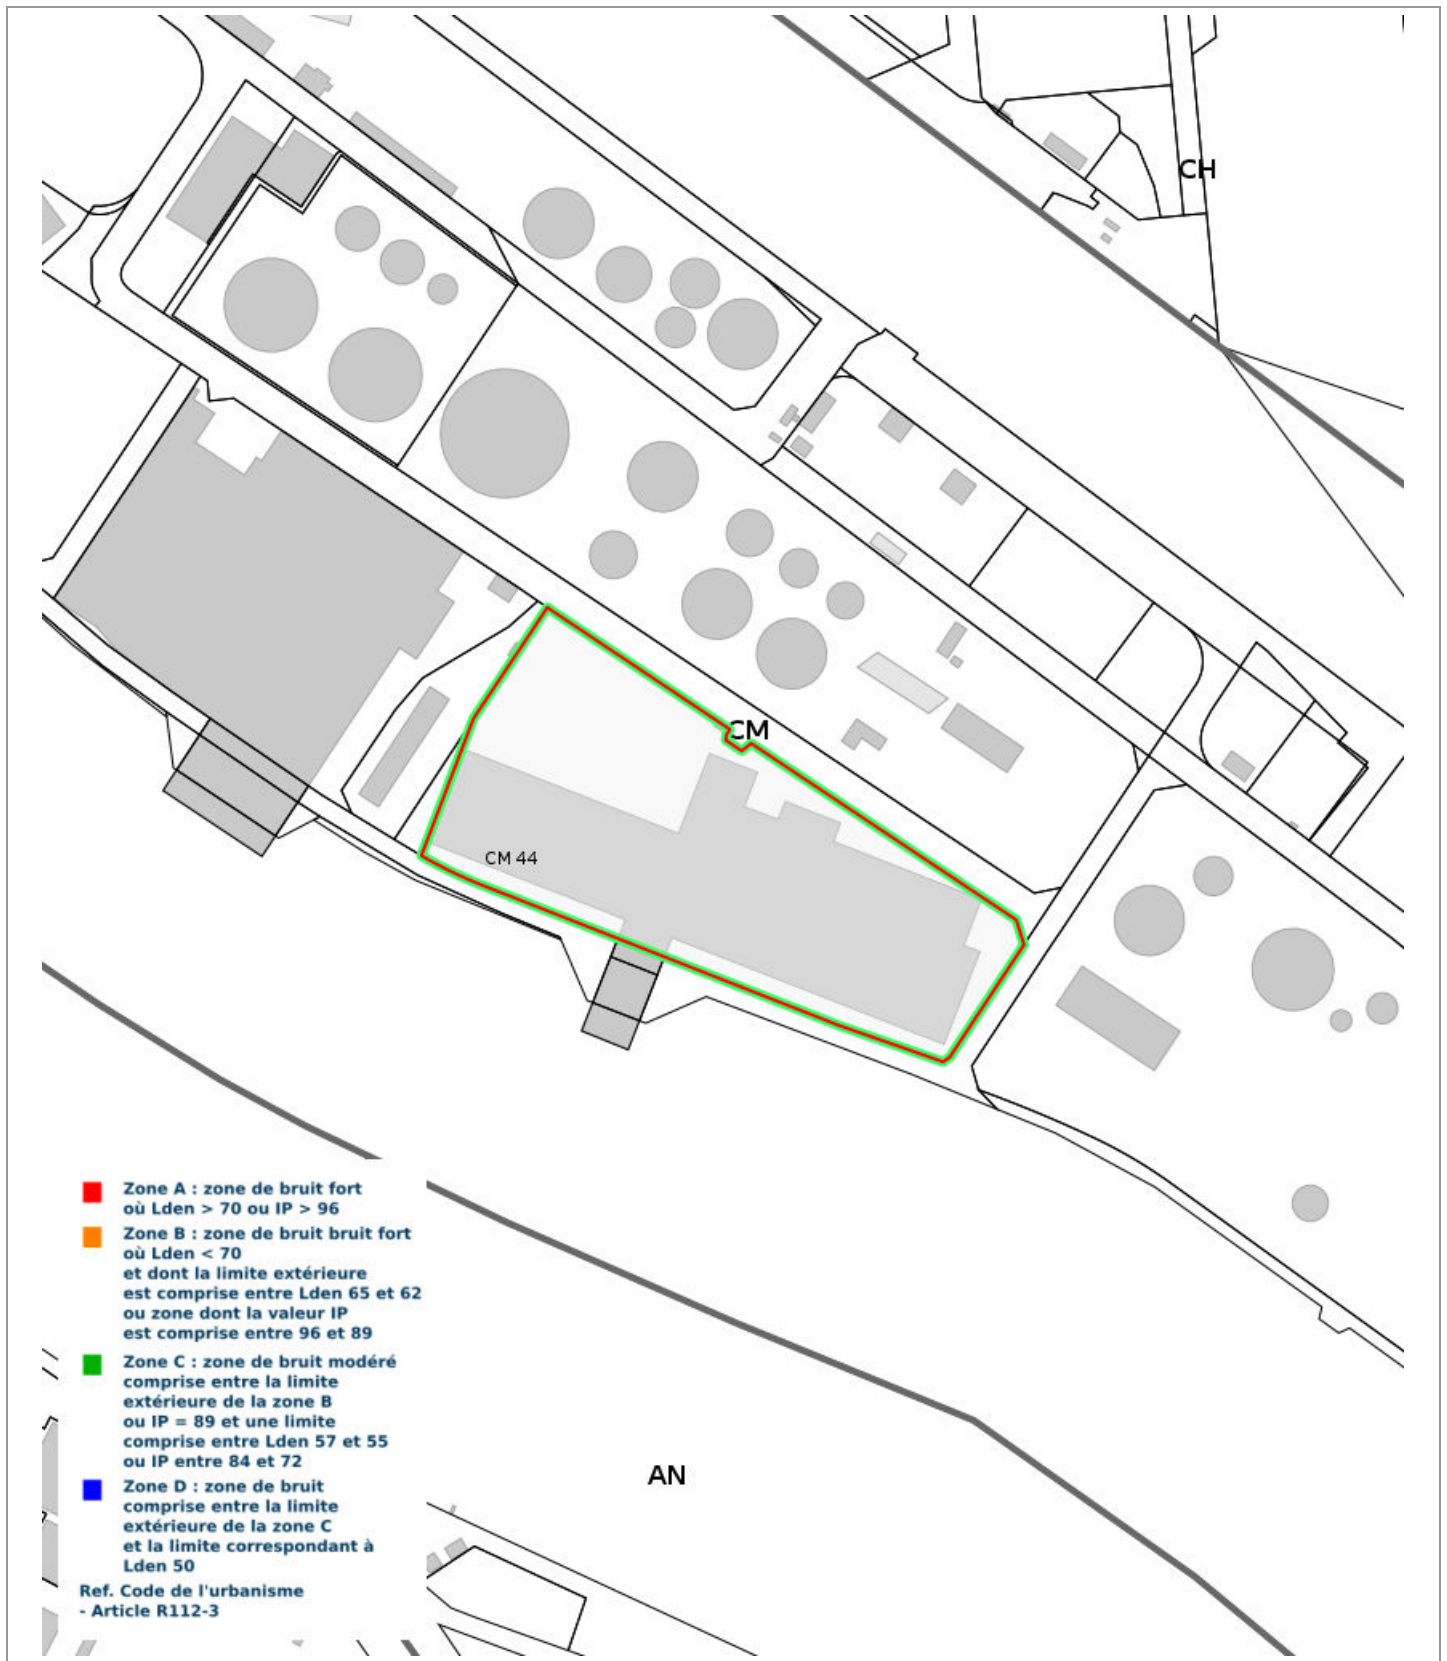 CH
CM
CM 44
Zone A : zone de bruit fort
où Lden > 70 ou IP > 96
Zone B : zone de bruit bruit fort
où Lden < 70
et dont la limite extérieure
est comprise entre Lden 65 et 62
ou zone dont la valeur IP
est comprise entre 96 et 89
Zone C : zone de bruit modéré
comprise entre la limite
extérieure de la zone B
ou IP = 89 et une limite
comprise entre Lden 57 et 55
ou IP entre 84 et 72
AN
Zone D : zone de bruit
comprise entre la limite
extérieure de la zone C
et la limite correspondant à
Lden 50
Ref. Code de l'urbanisme
- Article R112-3